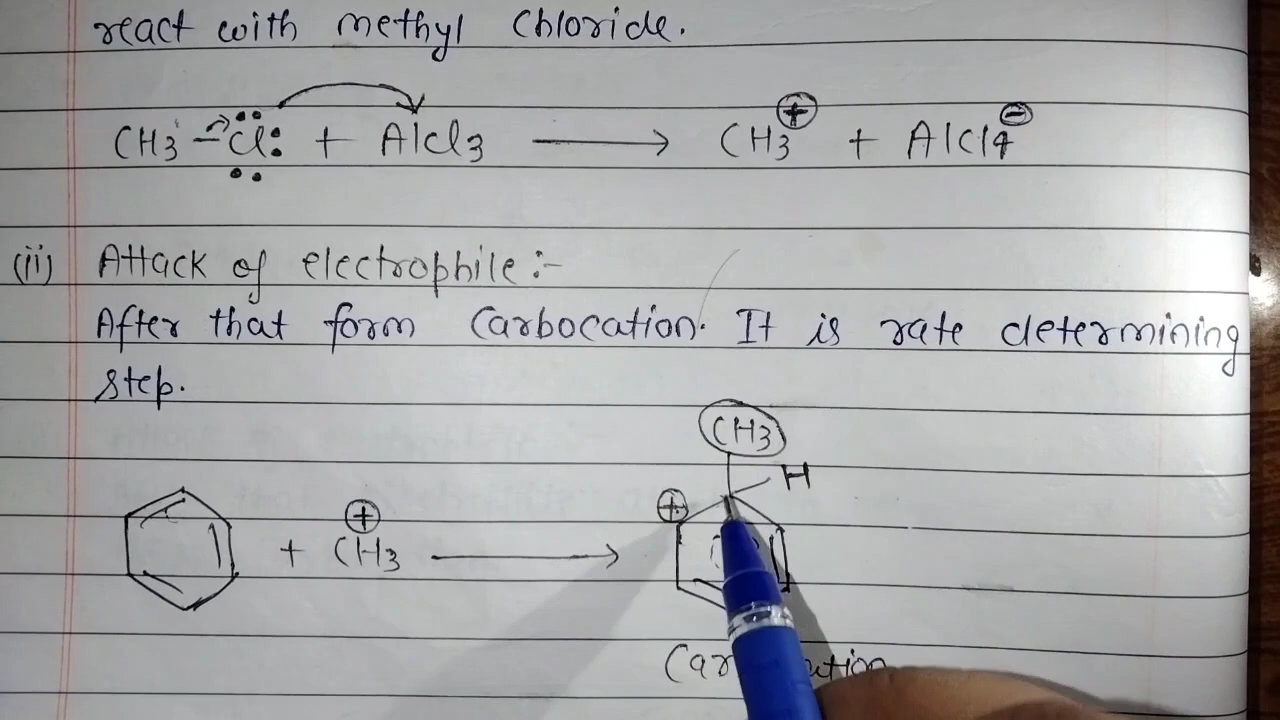 react with methyl Chloride.
CH3 – Cl + AlCl3 ⟶ CH3⊕ + AlCl4⊖
(ii) Attack of electrophile :-
After that form Carbocation. It is rate determining
step.
CH3
H
⊕
+ ⊕CH3 ⟶